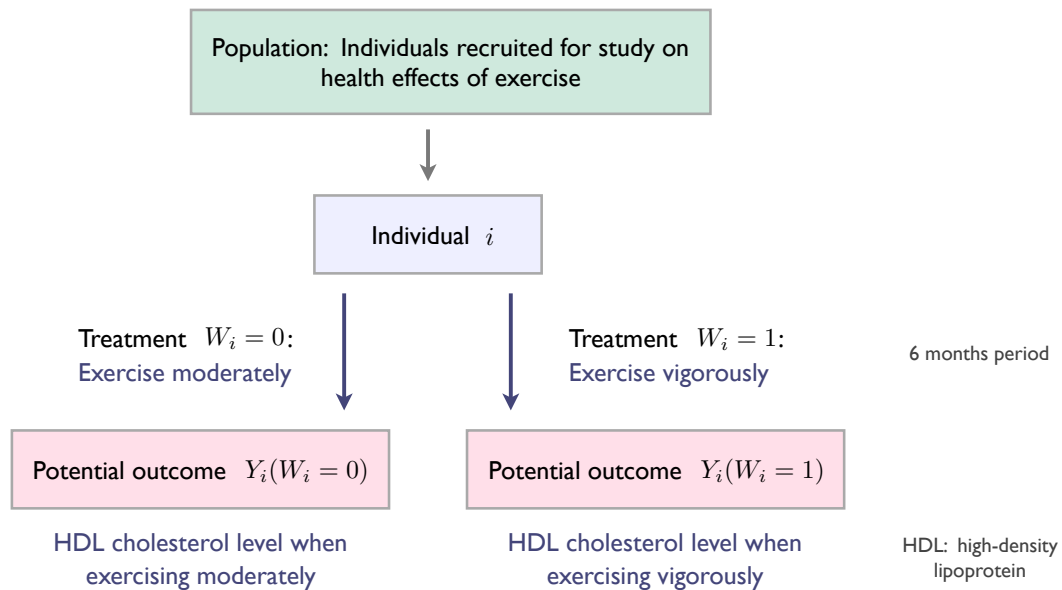 Population: Individuals recruited for study on
health effects of exercise
Individual i
Treatment W_i = 0:
Exercise moderately
Treatment W_i = 1:
Exercise vigorously
6 months period
Potential outcome Y_i(W_i = 0)
Potential outcome Y_i(W_i = 1)
HDL cholesterol level when
exercising moderately
HDL cholesterol level when
exercising vigorously
HDL: high-density
lipoprotein